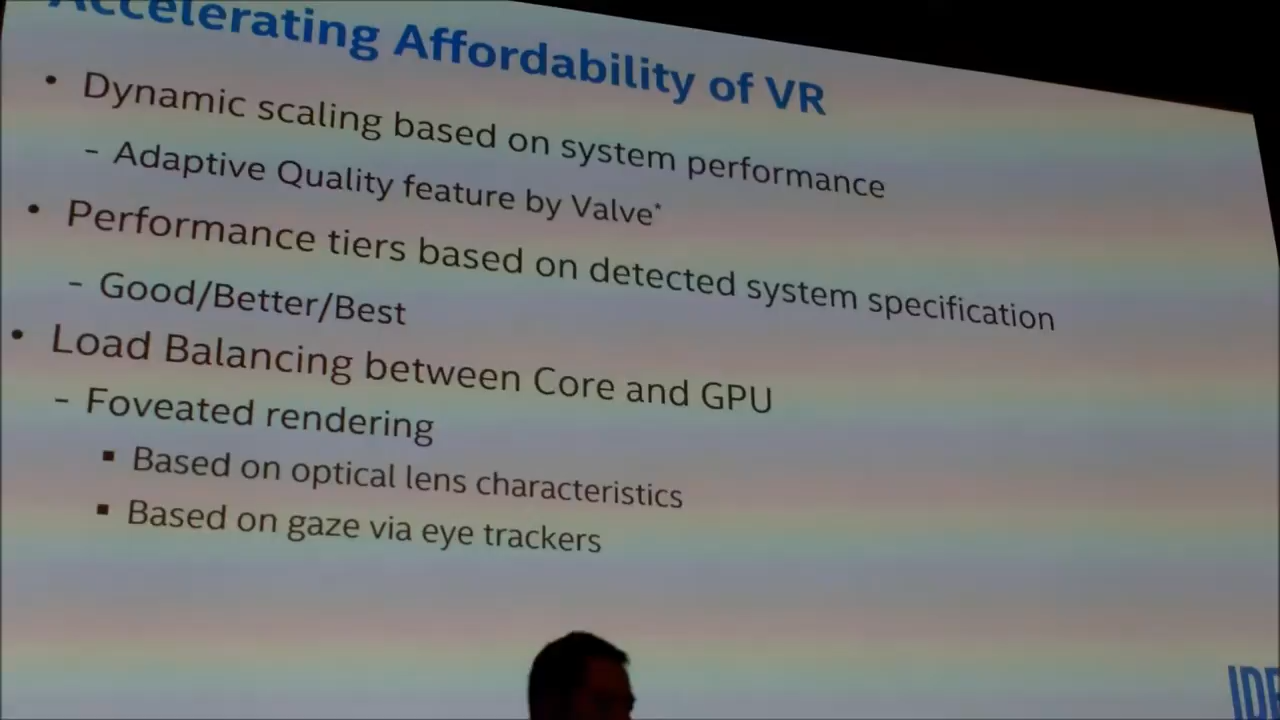 Accelerating Affordability of VR
• Dynamic scaling based on system performance
– Adaptive Quality feature by Valve*
• Performance tiers based on detected system specification
– Good/Better/Best
• Load Balancing between Core and GPU
– Foveated rendering
▪ Based on optical lens characteristics
▪ Based on gaze via eye trackers